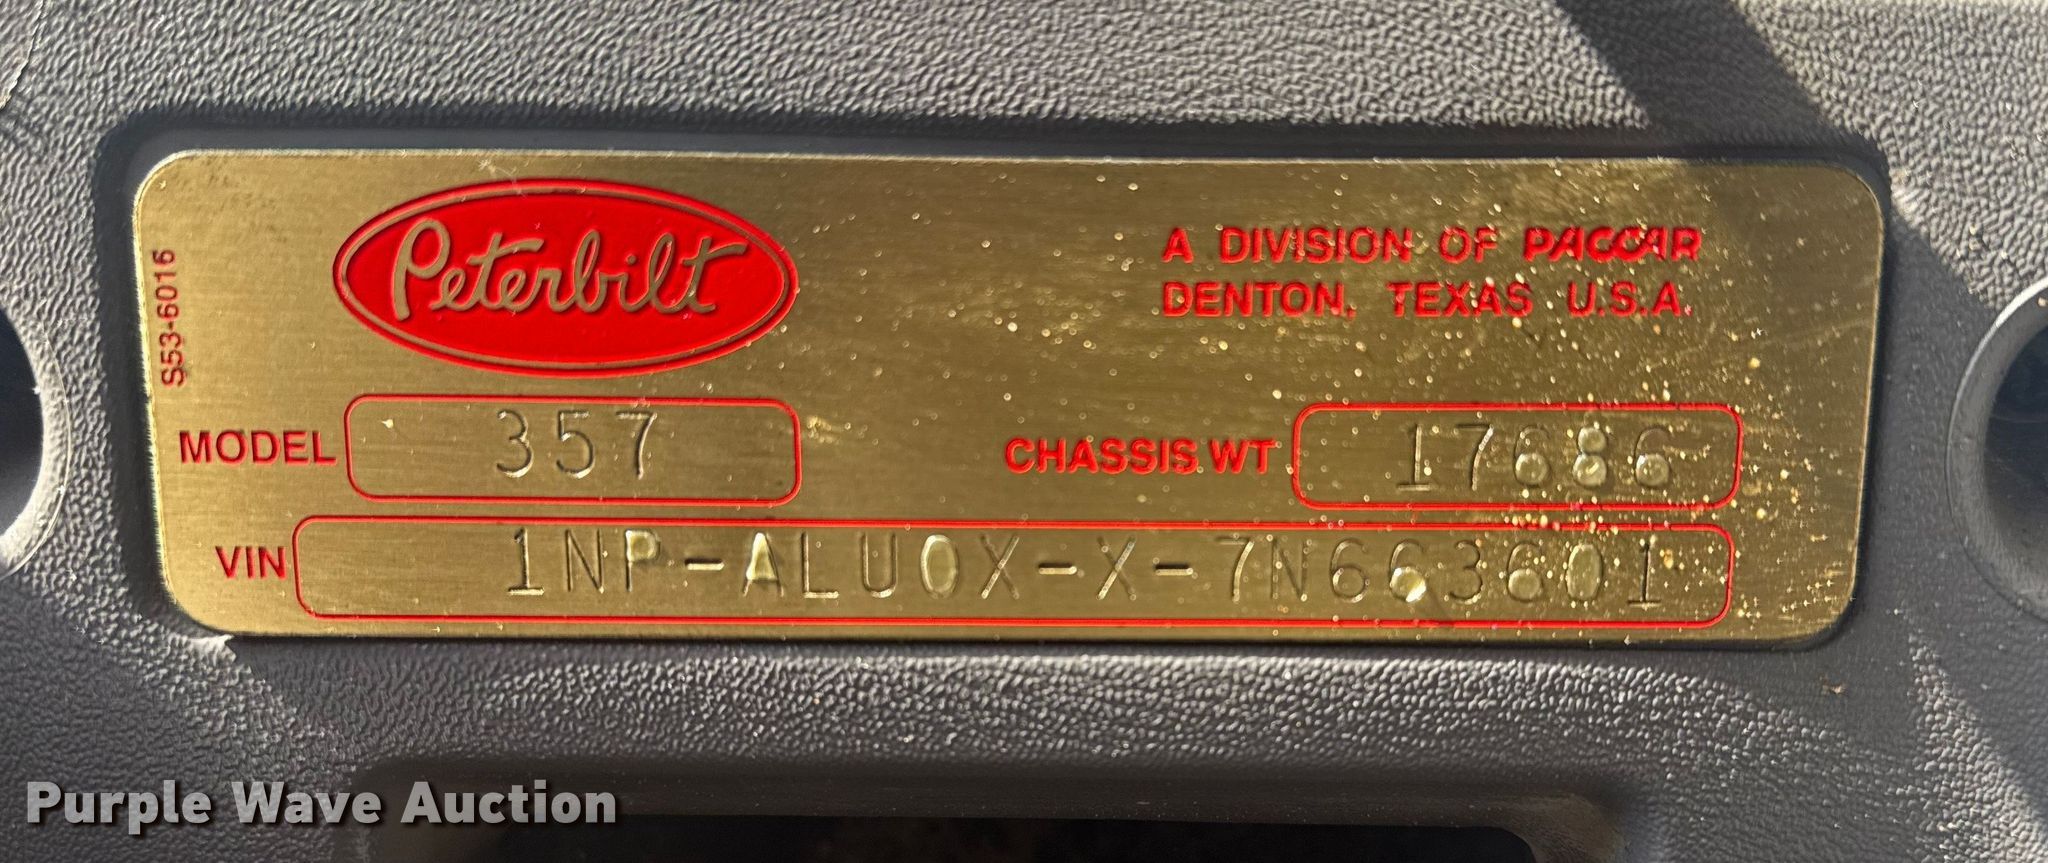 S53-6016
Peterbilt
A DIVISION OF PACCAR
DENTON, TEXAS U.S.A.
MODEL 357
CHASSIS WT 17686
VIN 1NP-ALU0X-X-7N663601
Purple Wave Auction